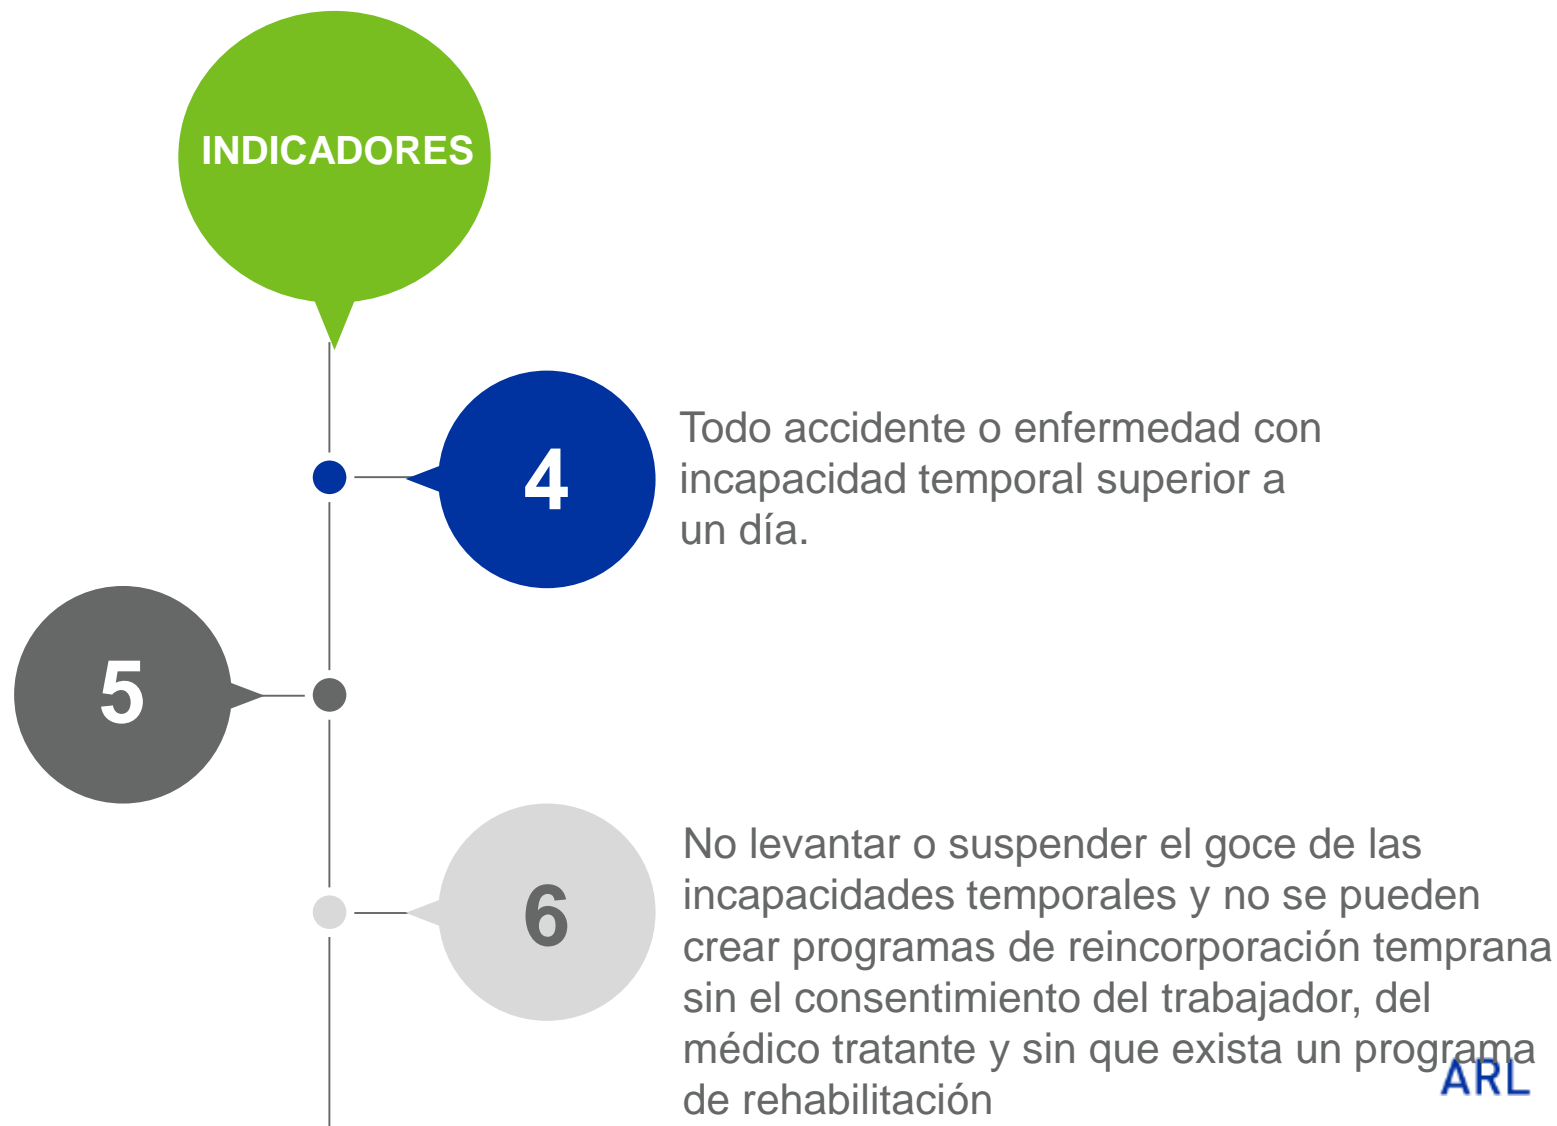 INDICADORES
4
Todo accidente o enfermedad con
incapacidad temporal superior a
un día.
5
6
No levantar o suspender el goce de las
incapacidades temporales y no se pueden
crear programas de reincorporación temprana
sin el consentimiento del trabajador, del
médico tratante y sin que exista un programa
de rehabilitación
ARL